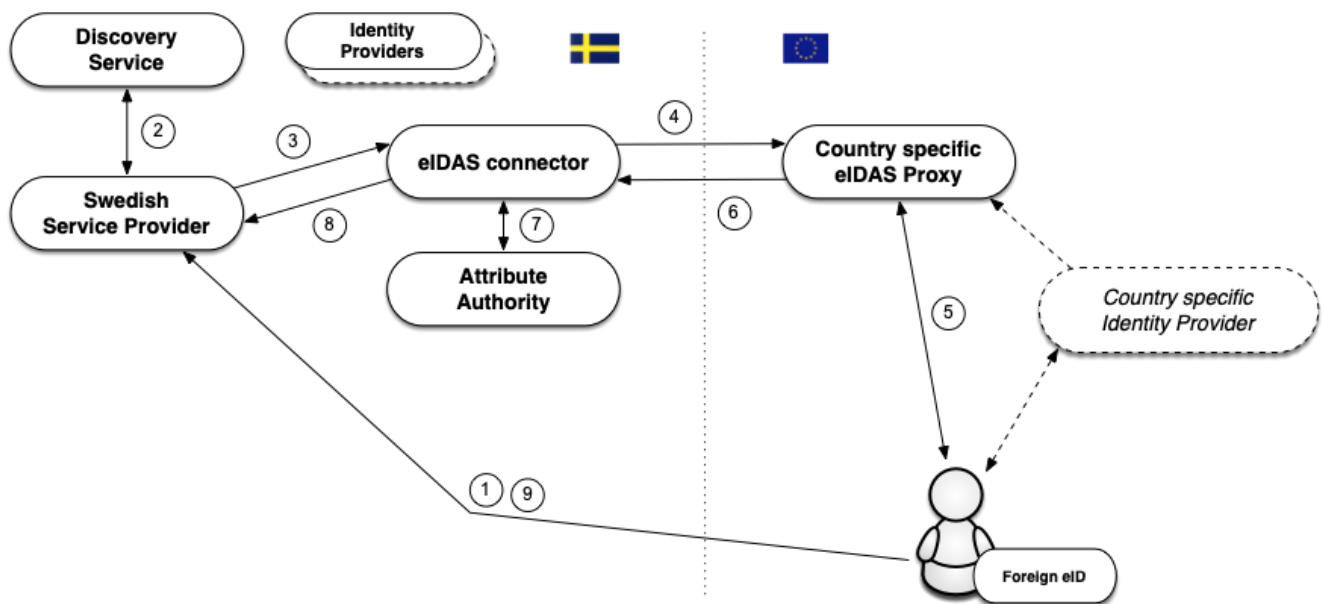 Discovery
Service
Identity
Providers
2
3
4
eIDAS connector
Country specific
eIDAS Proxy
Swedish
Service Provider
8
7
6
Attribute
Authority
Country specific
Identity Provider
5
1
9
Foreign eID